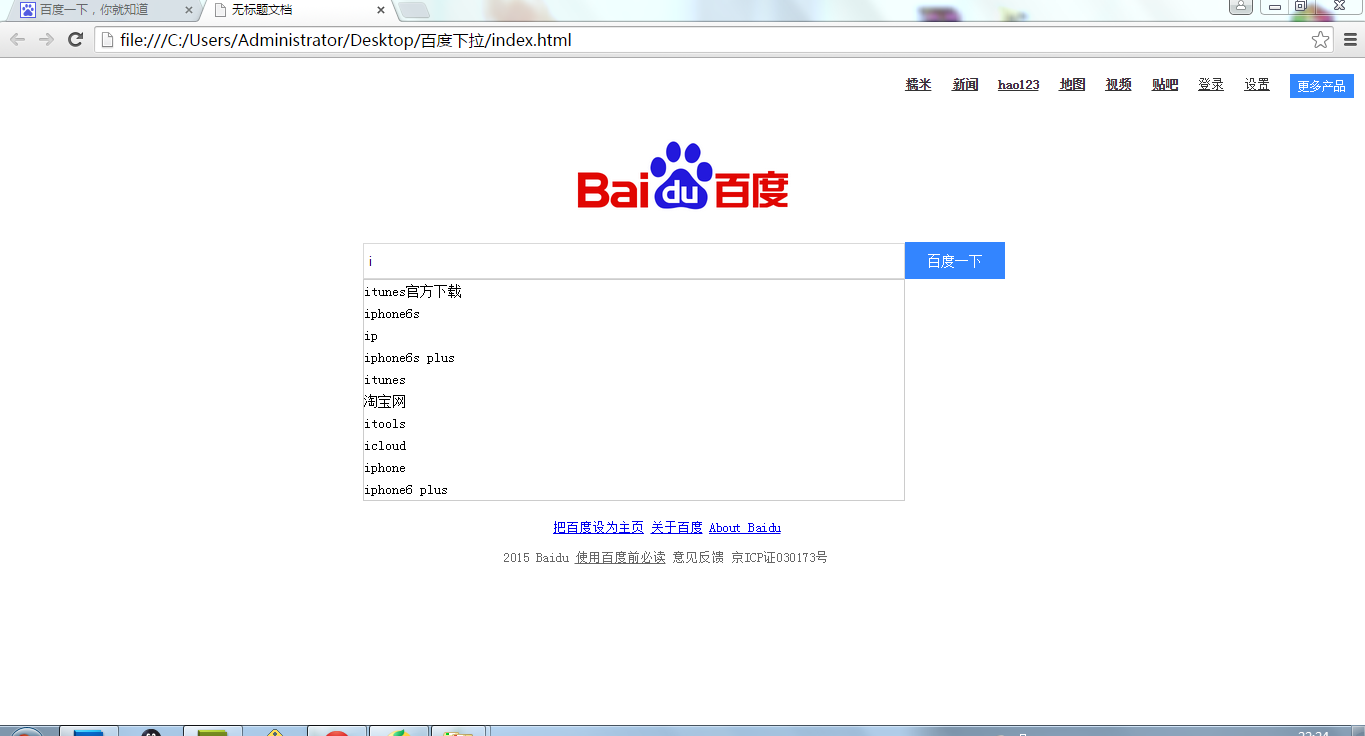 百度一下，你就知道
无标题文档
file:///C:/Users/Administrator/Desktop/百度下拉/index.html
糯米 新闻 hao123 地图 视频 贴吧 登录 设置 更多产品
Bai du 百度
i 百度一下
itunes官方下载
iphone6s
ip
iphone6s plus
itunes
淘宝网
itools
icloud
iphone
iphone6 plus
把百度设为主页 关于百度 About Baidu
2015 Baidu 使用百度前必读 意见反馈 京ICP证030173号